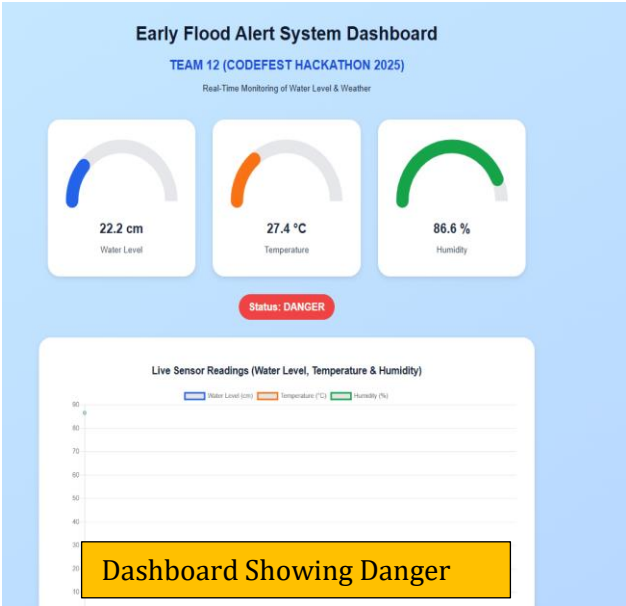 Early Flood Alert System Dashboard
TEAM 12 (CODEFEST HACKATHON 2025)
Real-Time Monitoring of Water Level & Weather
22.2 cm
Water Level
27.4 °C
Temperature
86.6 %
Humidity
Status: DANGER
Live Sensor Readings (Water Level, Temperature & Humidity)
Water Level (cm) Temperature (°C) Humidity (%)
90
80
70
60
50
40
30
20
10
Dashboard Showing Danger